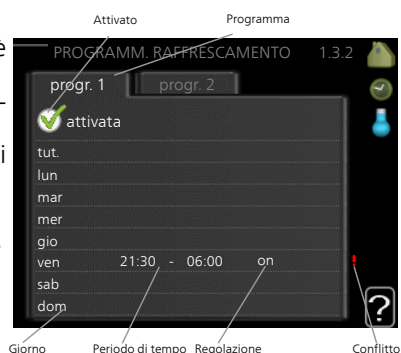 Attivato Programma
è
PROGRAMM. RAFFRESCAMENTO 1.3.2
progr. 1 progr. 2
attivata
i
tut.
lun
mar
mer
gio
ven 21:30 - 06:00 on !
sab
dom ?
Giorno Periodo di tempo Regolazione Conflitto